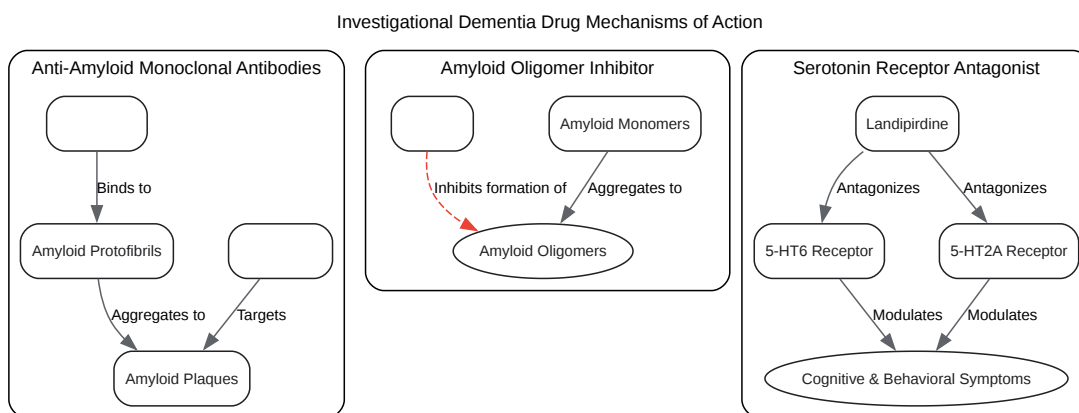 Investigational Dementia Drug Mechanisms of Action
Anti-Amyloid Monoclonal Antibodies
Binds to
Amyloid Protofibrils
Aggregates to
Targets
Amyloid Plaques
Amyloid Oligomer Inhibitor
Amyloid Monomers
Inhibits formation of
Aggregates to
Amyloid Oligomers
Serotonin Receptor Antagonist
Landipirdine
Antagonizes
Antagonizes
5-HT6 Receptor
5-HT2A Receptor
Modulates
Modulates
Cognitive & Behavioral Symptoms